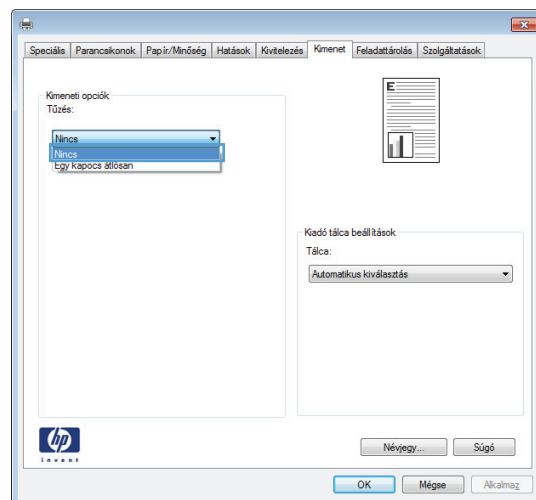 Speciális Parancsikonok Papír/Minőség Hatások Kivitelezés Kimenet Feladattárolás Szolgáltatások
Kimeneti opciók
Tűzés:
Nincs
Nincs
Egy kapocs átlósan
E
Kiadó tálca beállítások
Tálca:
Automatikus kiválasztás
hp
invent
Névjegy... Súgó
OK Mégse Alkalmaz